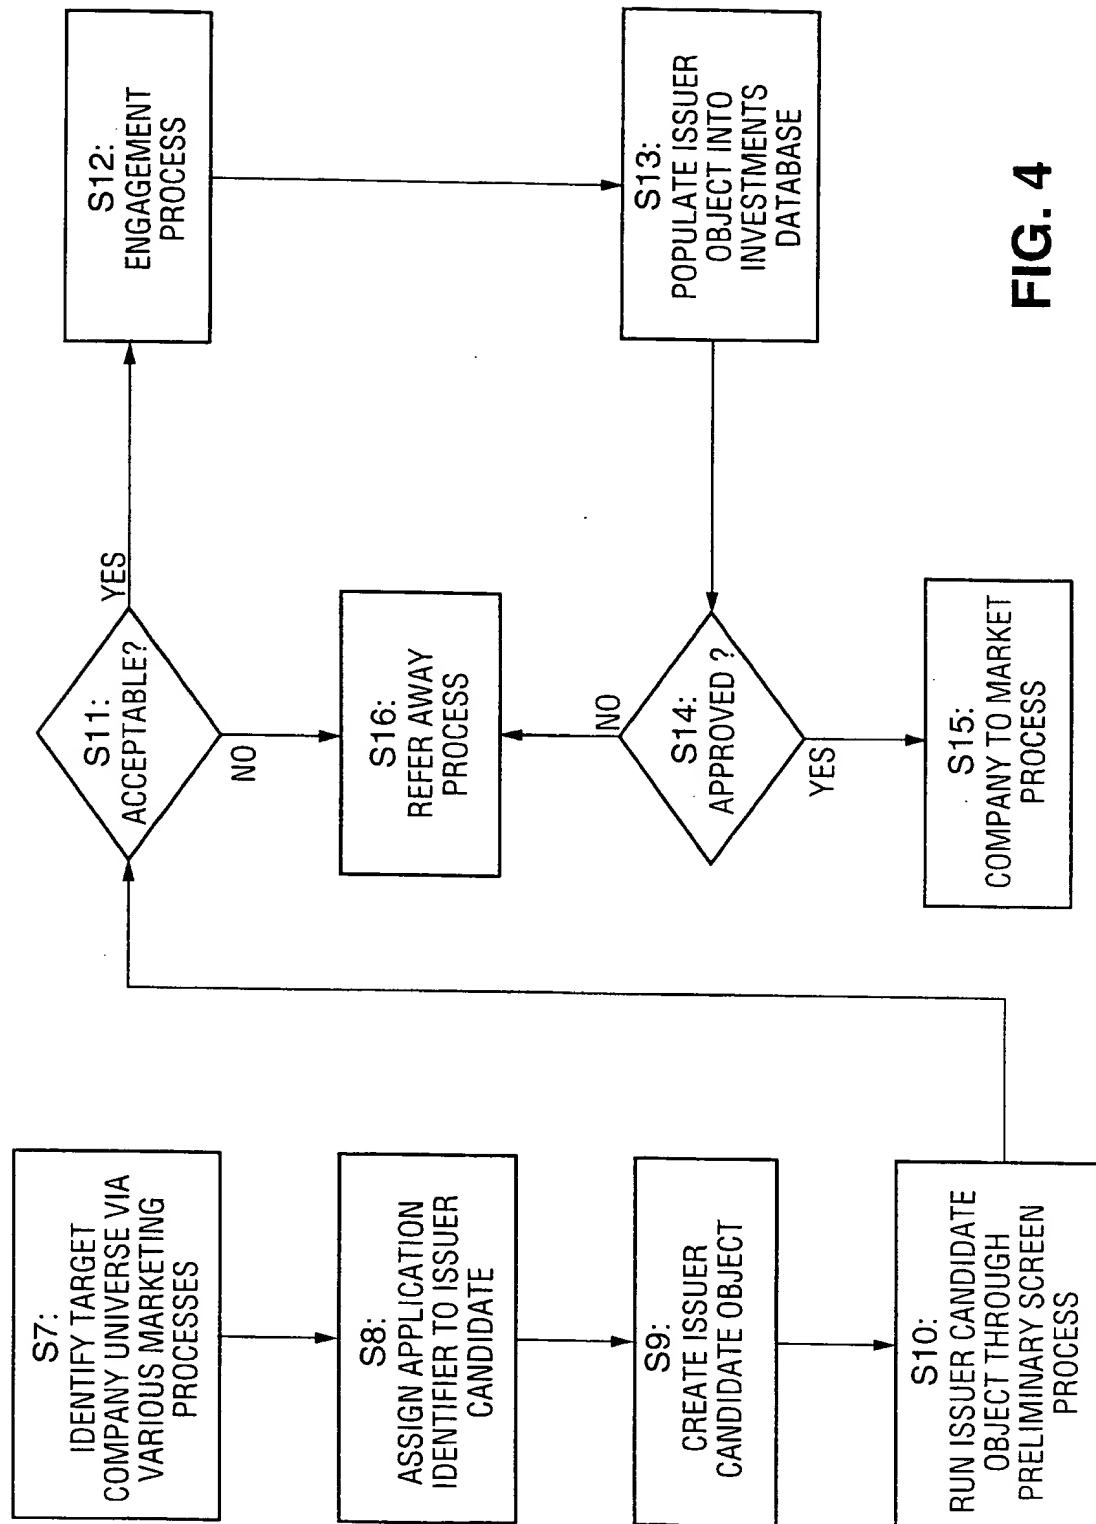 S7:
IDENTIFY TARGET
COMPANY UNIVERSE VIA
VARIOUS MARKETING
PROCESSES
S8:
ASSIGN APPLICATION
IDENTIFIER TO ISSUER
CANDIDATE
S9:
CREATE ISSUER
CANDIDATE OBJECT
S10:
RUN ISSUER CANDIDATE
OBJECT THROUGH
PRELIMINARY SCREEN
PROCESS
S11:
ACCEPTABLE?
YES
NO
S12:
ENGAGEMENT
PROCESS
S13:
POPULATE ISSUER
OBJECT INTO
INVESTMENTS
DATABASE
S14:
APPROVED ?
NO
YES
S16:
REFER AWAY
PROCESS
S15:
COMPANY TO MARKET
PROCESS
FIG. 4